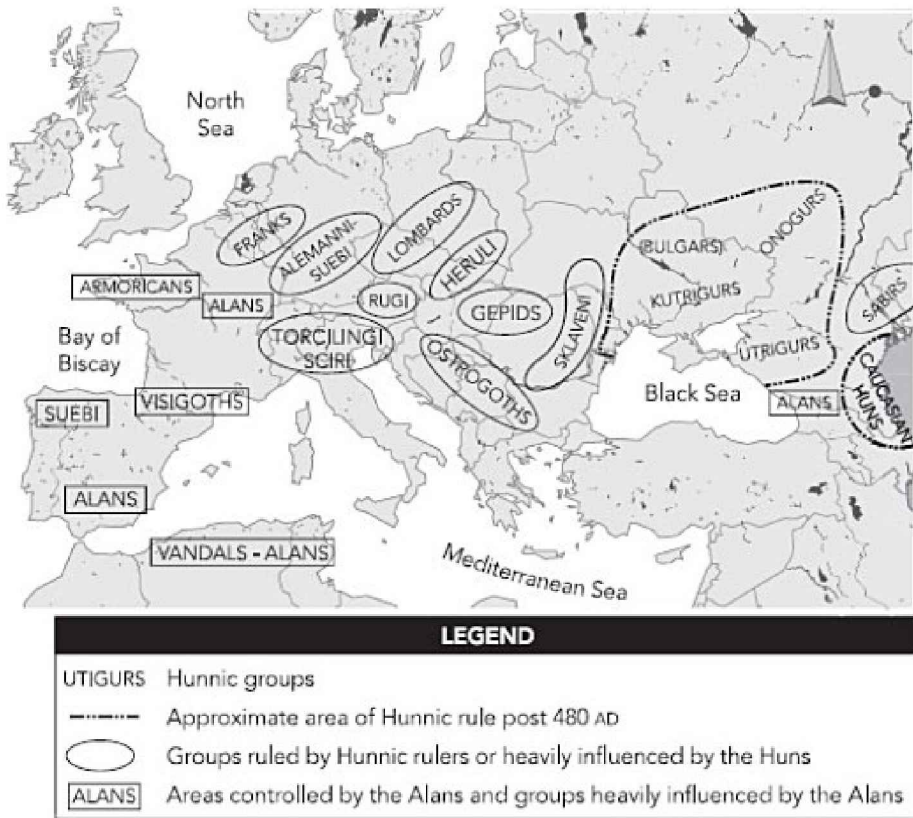 N
North
Sea
FRANKS
ALEMANNI-
SUEBI
LOMBARDS
HERULI
(BULGARS)
ONOGURS
ARMORICANS
ALANS
RUGI
GEPIDS
SKLAVENI
KUTRIGURS
SABIRS
Bay of
Biscay
TORCILINGI
SCIRI
OSTROGOTHS
UTRIGURS
CAUCASIAN
HUNS
Black Sea
ALANS
SUEBI
VISIGOTHS
ALANS
VANDALS - ALANS
Mediterranean Sea
LEGEND
UTIGURS Hunnic groups
Approximate area of Hunnic rule post 480 AD
Groups ruled by Hunnic rulers or heavily influenced by the Huns
ALANS Areas controlled by the Alans and groups heavily influenced by the Alans